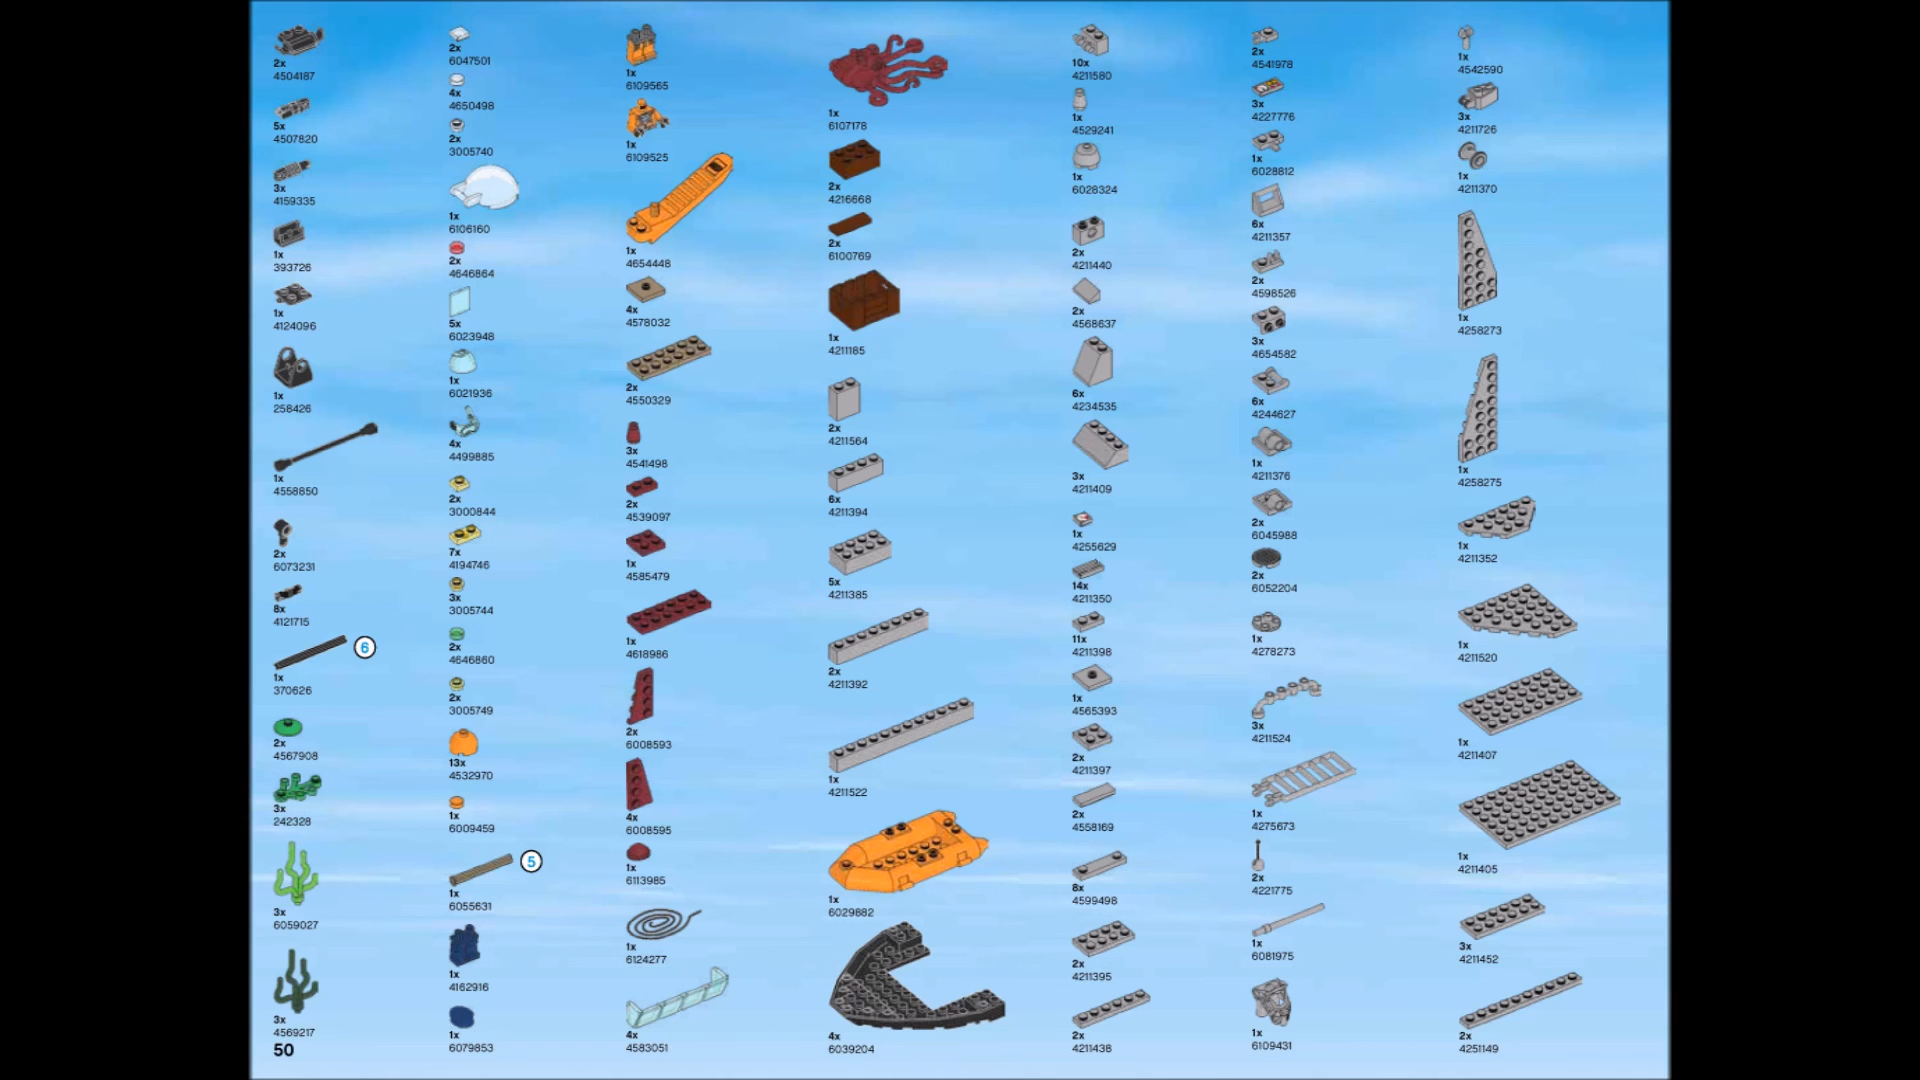 2x
4504187
5x
4507820
3x
4159335
1x
393726
1x
4124096
1x
258426
1x
4558850
2x
6073231
8x
4121715
6
1x
370626
2x
4567908
3x
242328
3x
6059027
3x
4569217
50
2x
6047501
4x
4650498
2x
3005740
1x
6106160
2x
4646864
5x
6023948
1x
6021936
4x
4499885
2x
3000844
7x
4194746
3x
3005744
2x
4646860
2x
3005749
13x
4532970
1x
6009459
5
1x
6055631
1x
4162916
1x
6079853
1x
6109565
1x
6109525
1x
4654448
4x
4578032
2x
4550329
3x
4541498
2x
4539097
1x
4585479
1x
4618986
2x
6008593
4x
6008595
1x
6113985
1x
6124277
4x
4583051
1x
6107178
2x
4216668
2x
6100769
1x
4211185
2x
4211564
6x
4211394
5x
4211385
2x
4211392
1x
4211522
1x
6029882
4x
6039204
10x
4211580
1x
4529241
1x
6028324
2x
4211440
2x
4568637
6x
4234535
3x
4211409
1x
4255629
14x
4211350
11x
4211398
1x
4565393
2x
4211397
2x
4558169
8x
4599498
2x
4211395
2x
4211438
2x
4541978
3x
4227776
1x
6028812
6x
4211357
2x
4598526
3x
4654582
6x
4244627
1x
4211376
2x
6045988
2x
6052204
1x
4278273
3x
4211524
1x
4275673
2x
4221775
1x
6081975
1x
6109431
1x
4542590
3x
4211726
1x
4211370
1x
4258273
1x
4258275
1x
4211352
1x
4211520
1x
4211407
1x
4211405
3x
4211452
2x
4251149